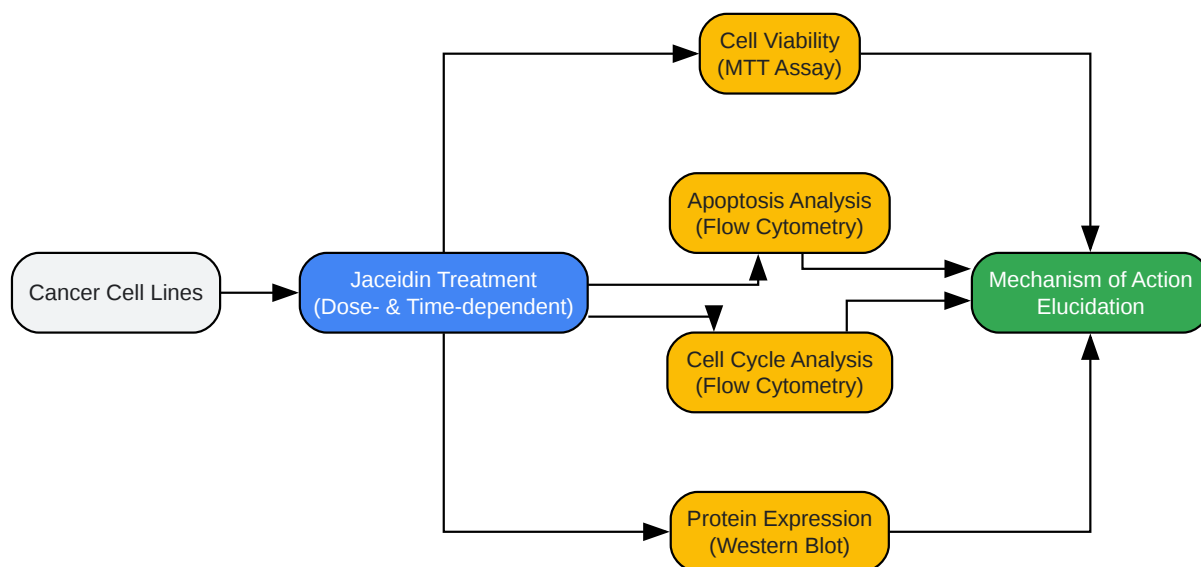 Cell Viability
(MTT Assay)
Apoptosis Analysis
(Flow Cytometry)
Cancer Cell Lines
Jaceidin Treatment
(Dose- & Time-dependent)
Mechanism of Action
Elucidation
Cell Cycle Analysis
(Flow Cytometry)
Protein Expression
(Western Blot)